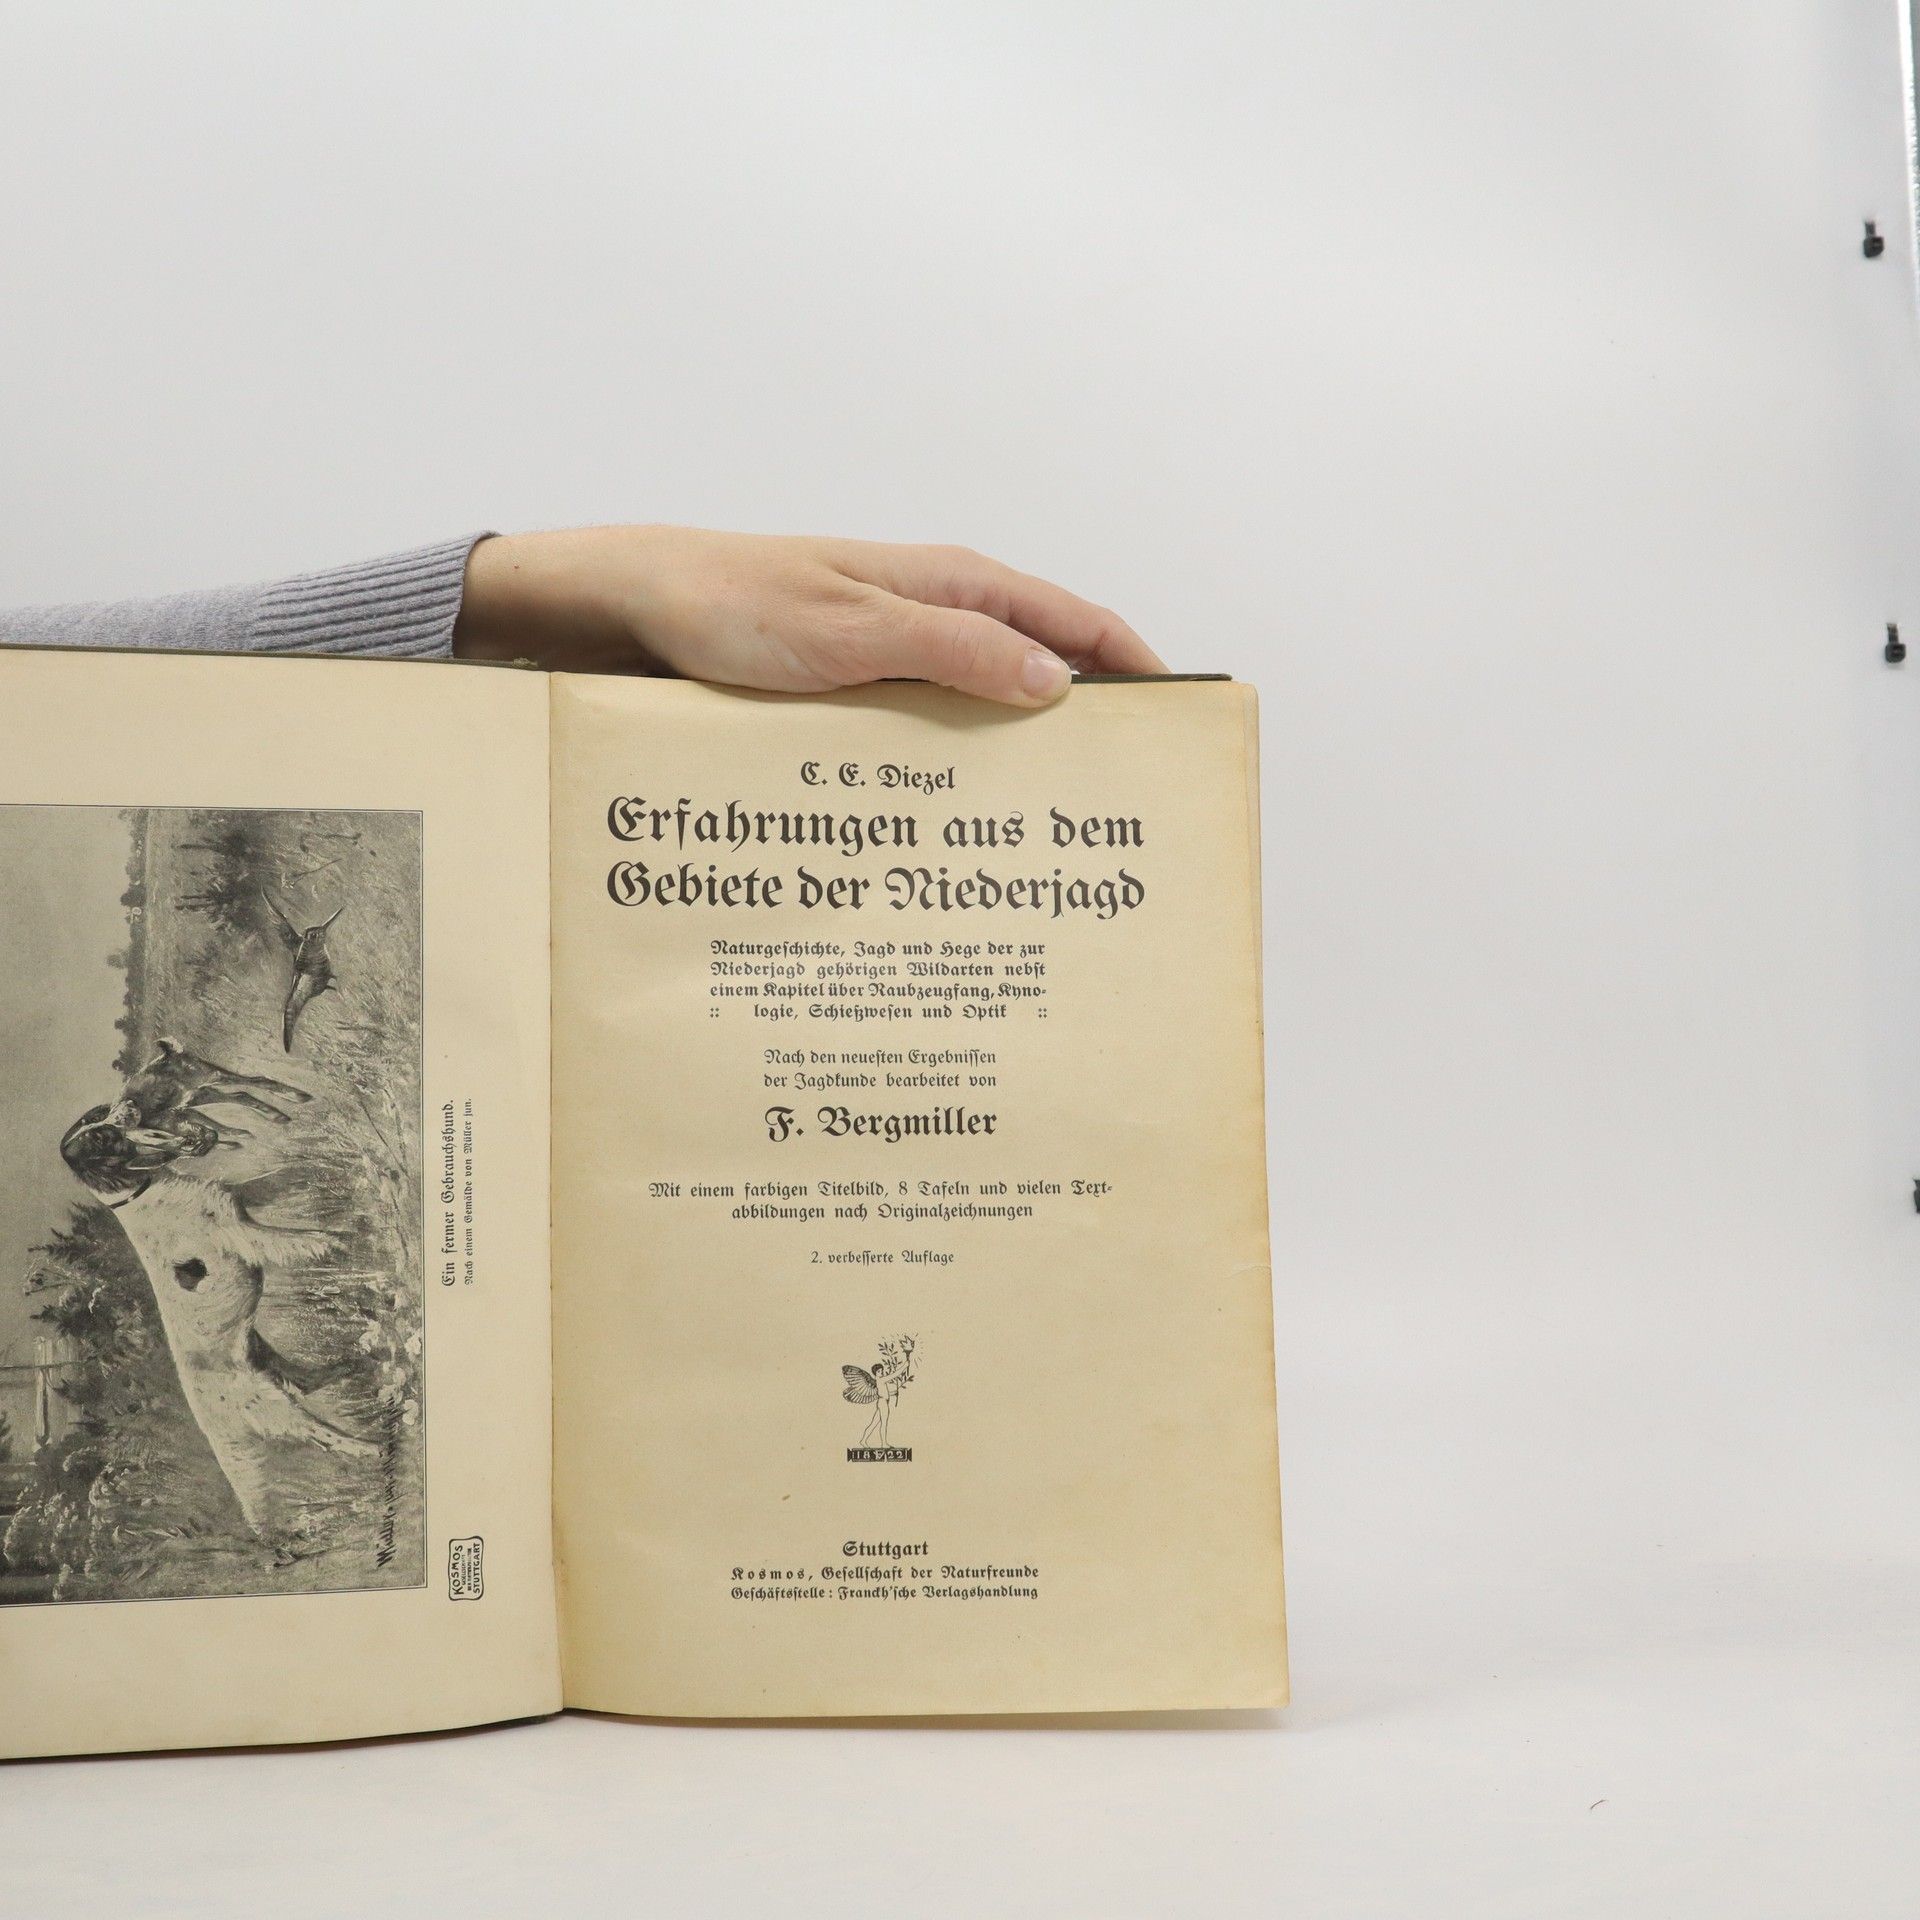 Ein fermer Gebrauchshund.
Nach einem Gemälde von Müller jun.
KOSMOS
STUTTGART
C. E. Diezel
Erfahrungen aus dem
Gebiete der Niederjagd
Naturgeschichte, Jagd und Hege der zur
Niederjagd gehörigen Wildarten nebst
einem Kapitel über Raubzeugfang, Kyno-
:: logie, Schießwesen und Optik ::
Nach den neuesten Ergebnissen
der Jagdkunde bearbeitet von
F. Bergmiller
Mit einem farbigen Titelbild, 8 Tafeln und vielen Text-
abbildungen nach Originalzeichnungen
2. verbesserte Auflage
18 F 22
Stuttgart
Kosmos, Gesellschaft der Naturfreunde
Geschäftsstelle: Franckh'sche Verlagshandlung